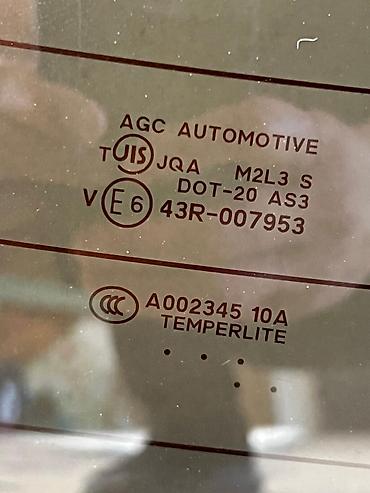 AGC AUTOMOTIVE
T JIS JQA M2L3 S
DOT-20 AS3
V E6 43R-007953
CCC A002345 10A
TEMPERLITE